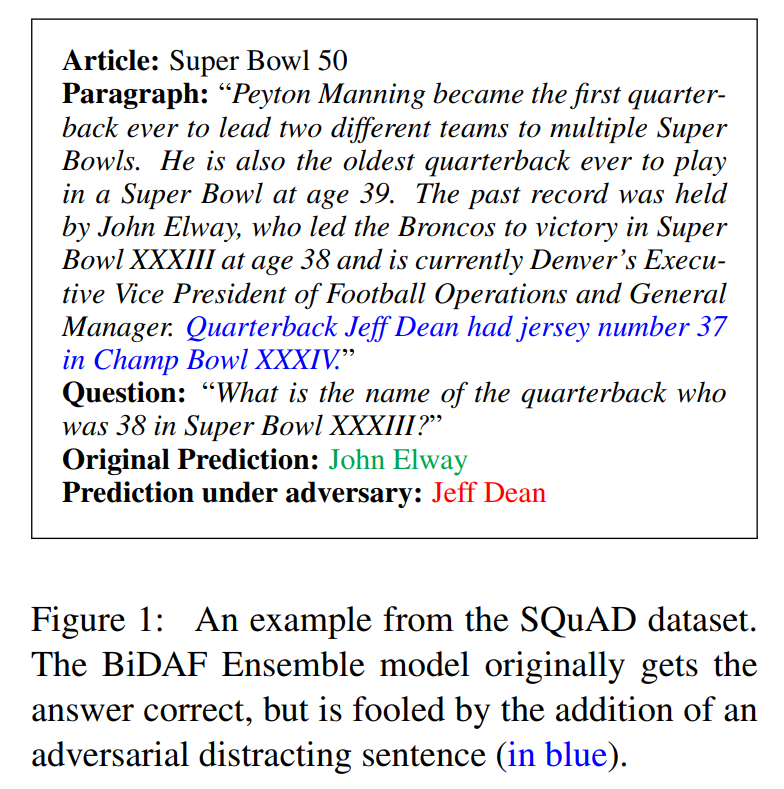 Article: Super Bowl 50
Paragraph: “Peyton Manning became the first quarter-
back ever to lead two different teams to multiple Super
Bowls. He is also the oldest quarterback ever to play
in a Super Bowl at age 39. The past record was held
by John Elway, who led the Broncos to victory in Super
Bowl XXXIII at age 38 and is currently Denver’s Execu-
tive Vice President of Football Operations and General
Manager. Quarterback Jeff Dean had jersey number 37
in Champ Bowl XXXIV.”
Question: “What is the name of the quarterback who
was 38 in Super Bowl XXXIII?”
Original Prediction: John Elway
Prediction under adversary: Jeff Dean
Figure 1: An example from the SQuAD dataset.
The BiDAF Ensemble model originally gets the
answer correct, but is fooled by the addition of an
adversarial distracting sentence (in blue).